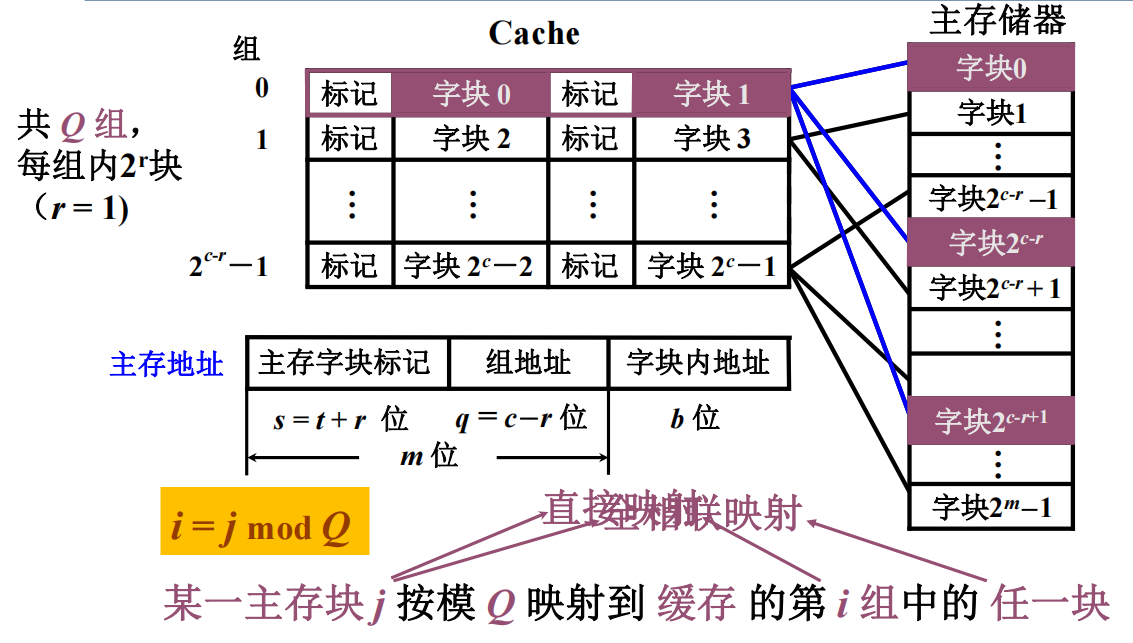 Cache
主存储器
组
0 标记 字块 0 标记 字块 1
1 标记 字块 2 标记 字块 3
⋮ ⋮ ⋮ ⋮
2^{c-r}－1 标记 字块 2^c－2 标记 字块 2^c－1
共 Q 组，
每组内2^r块
（r = 1)
字块0
字块1
⋮
字块2^{c-r} –1
字块2^{c-r}
字块2^{c-r} + 1
⋮
字块2^{c-r+1}
⋮
字块2^m–1
主存地址 主存字块标记 组地址 字块内地址
s = t + r 位 q = c–r 位 b 位
m 位
i = j mod Q
直接映射
全相联映射
某一主存块 j 按模 Q 映射到 缓存 的第 i 组中的 任一块